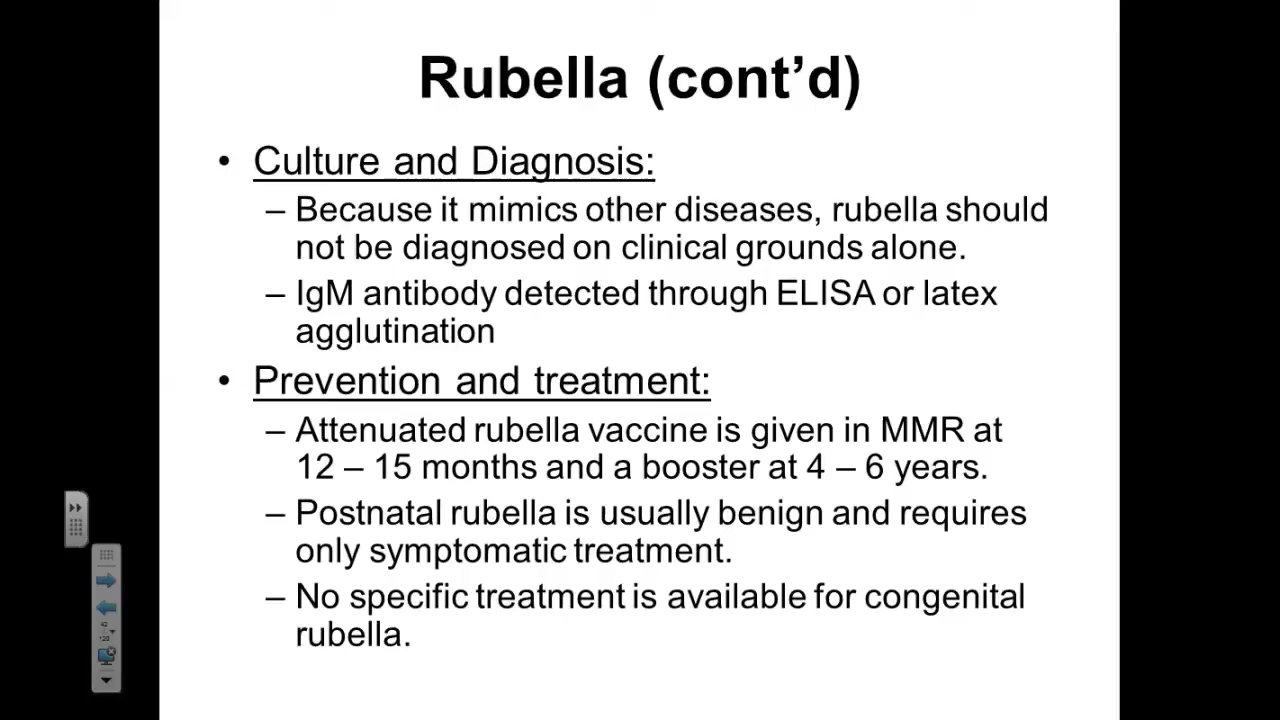 Rubella (cont’d)
• Culture and Diagnosis:
– Because it mimics other diseases, rubella should
not be diagnosed on clinical grounds alone.
– IgM antibody detected through ELISA or latex
agglutination
• Prevention and treatment:
– Attenuated rubella vaccine is given in MMR at
12 – 15 months and a booster at 4 – 6 years.
– Postnatal rubella is usually benign and requires
only symptomatic treatment.
– No specific treatment is available for congenital
rubella.